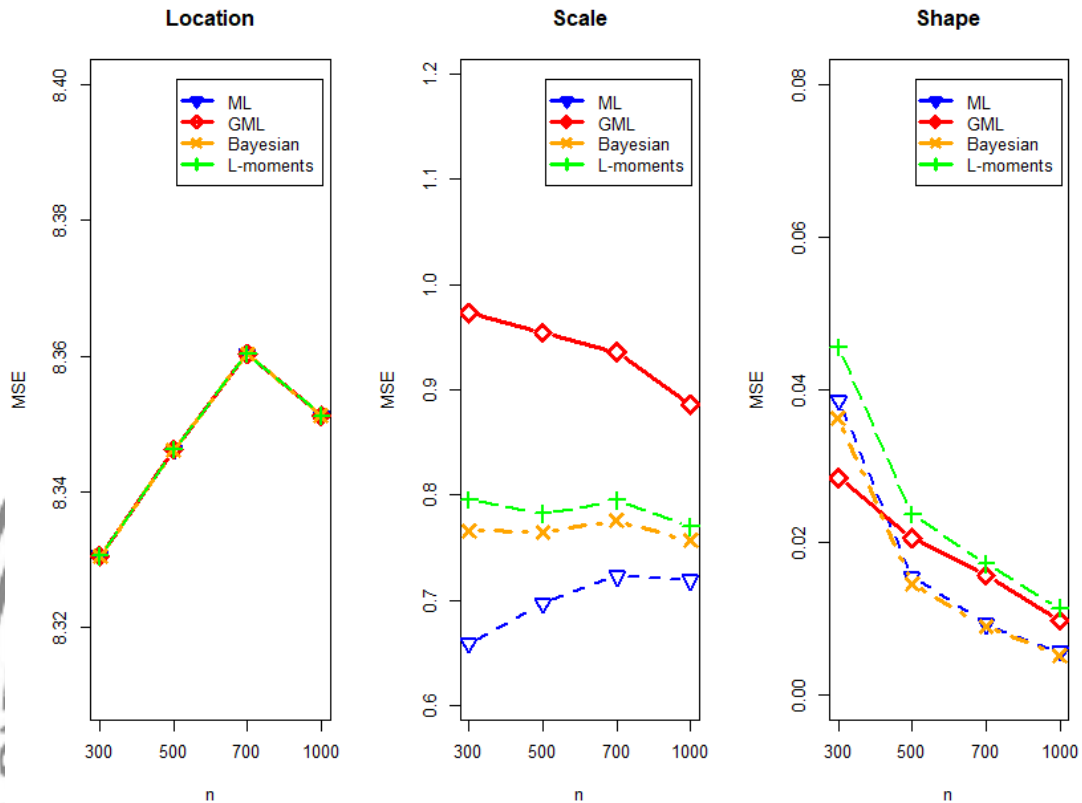 Location
8.40
8.38
8.36
8.34
8.32
MSE
ML
GML
Bayesian
L-moments
300 500 700 1000
n
Scale
1.2
1.1
1.0
0.9
0.8
0.7
0.6
MSE
ML
GML
Bayesian
L-moments
300 500 700 1000
n
Shape
0.08
0.06
0.04
0.02
0.00
MSE
ML
GML
Bayesian
L-moments
300 500 700 1000
n